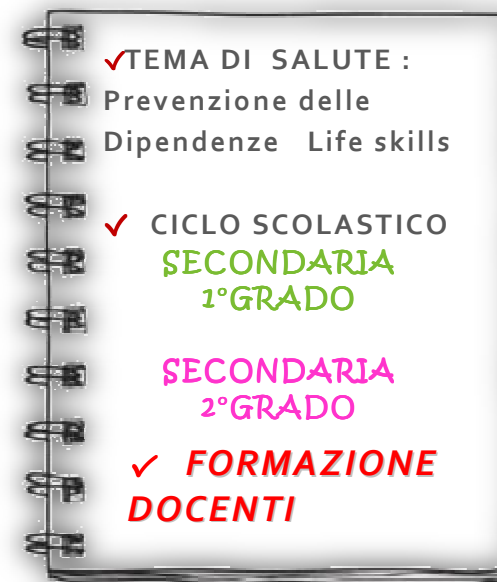 ✓TEMA DI SALUTE :
Prevenzione delle
Dipendenze Life skills
✓ CICLO SCOLASTICO
SECONDARIA
1°GRADO
SECONDARIA
2°GRADO
✓ FORMAZIONE
DOCENTI